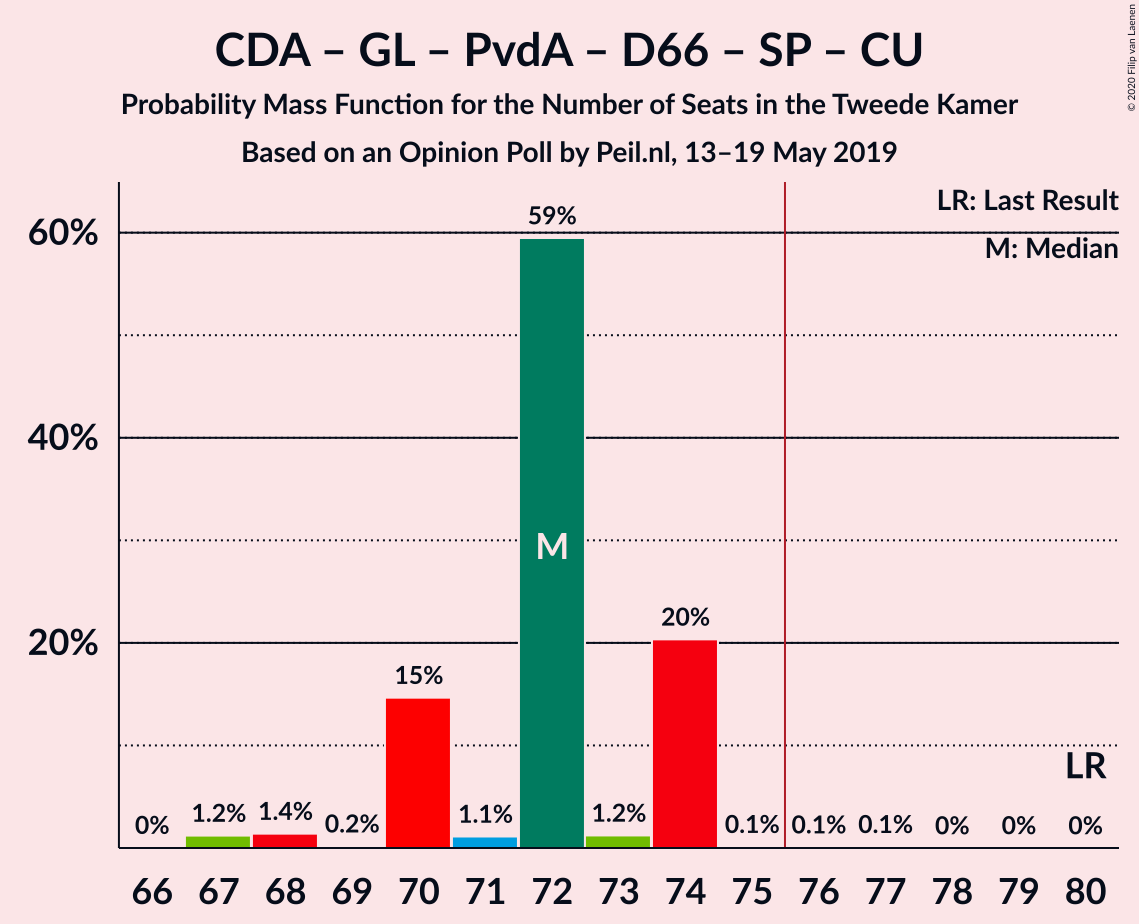 CDA – GL – PvdA – D66 – SP – CU
Probability Mass Function for the Number of Seats in the Tweede Kamer
Based on an Opinion Poll by Peil.nl, 13–19 May 2019
© 2020 Filip van Laenen
LR: Last Result
M: Median
60%
40%
20%
0%
1.2%
1.4%
0.2%
15%
1.1%
59%
M
1.2%
20%
0.1%
0.1%
0.1%
0%
0%
0%
LR
66 67 68 69 70 71 72 73 74 75 76 77 78 79 80